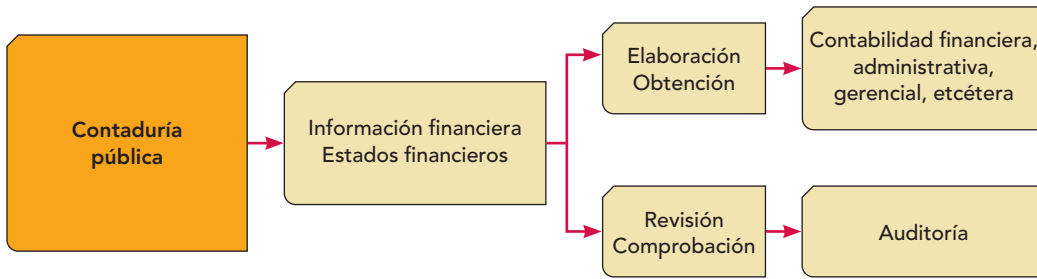 Contaduría
pública
Información financiera
Estados financieros
Elaboración
Obtención
Contabilidad financiera,
administrativa,
gerencial, etcétera
Revisión
Comprobación
Auditoría